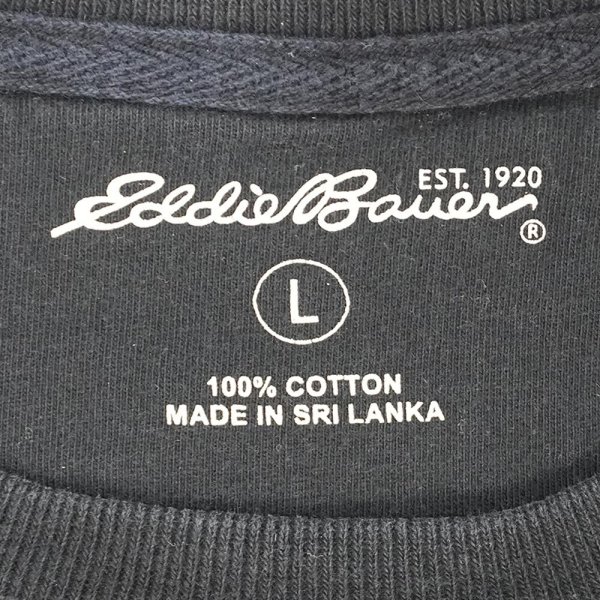 EST. 1920
Eddie Bauer ®
L
100% COTTON
MADE IN SRI LANKA